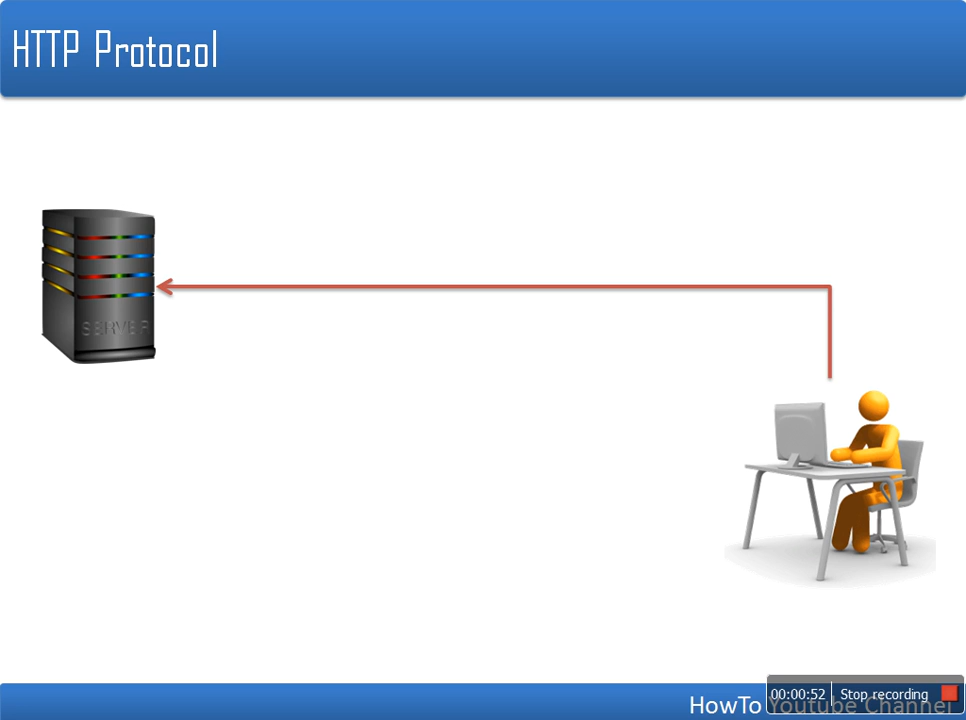 HTTP Protocol
SERVER
HowTo Youtube Channel
00:00:52 Stop recording